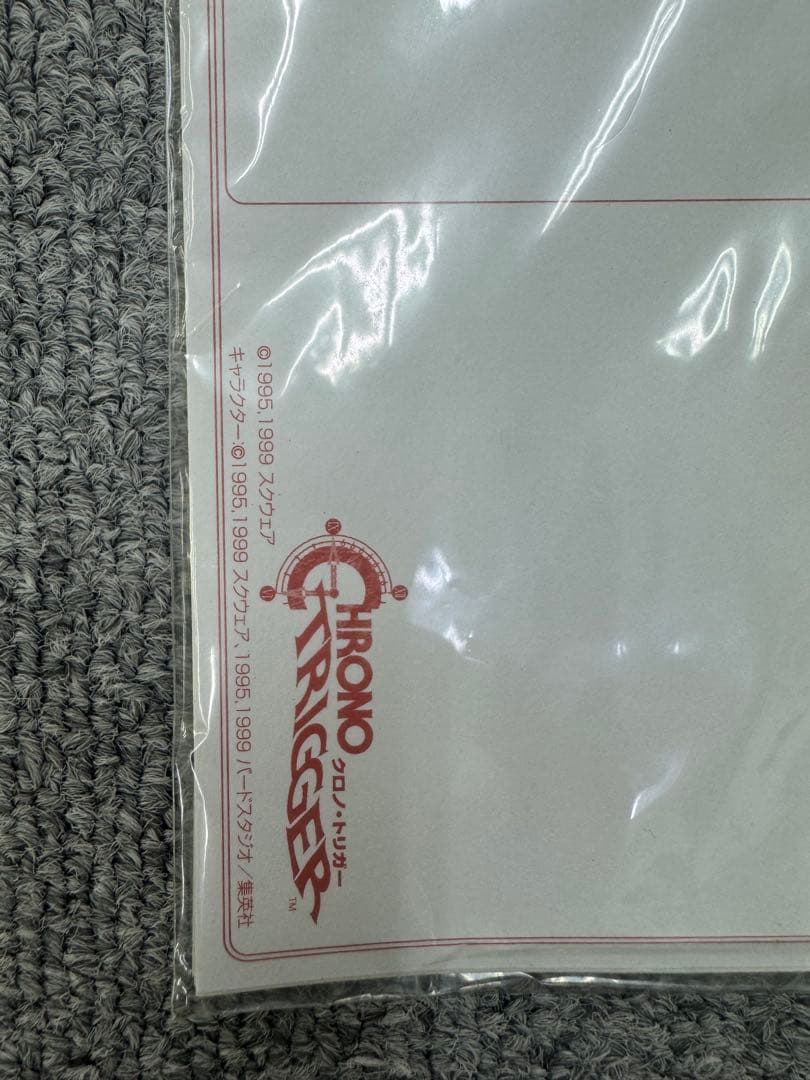 ©1995,1999 スクウェア
キャラクター:©1995,1999 スクウェア、1995,1999 バードスタジオ/集英社
CHRONO
TRIGGER™
クロノ・トリガー